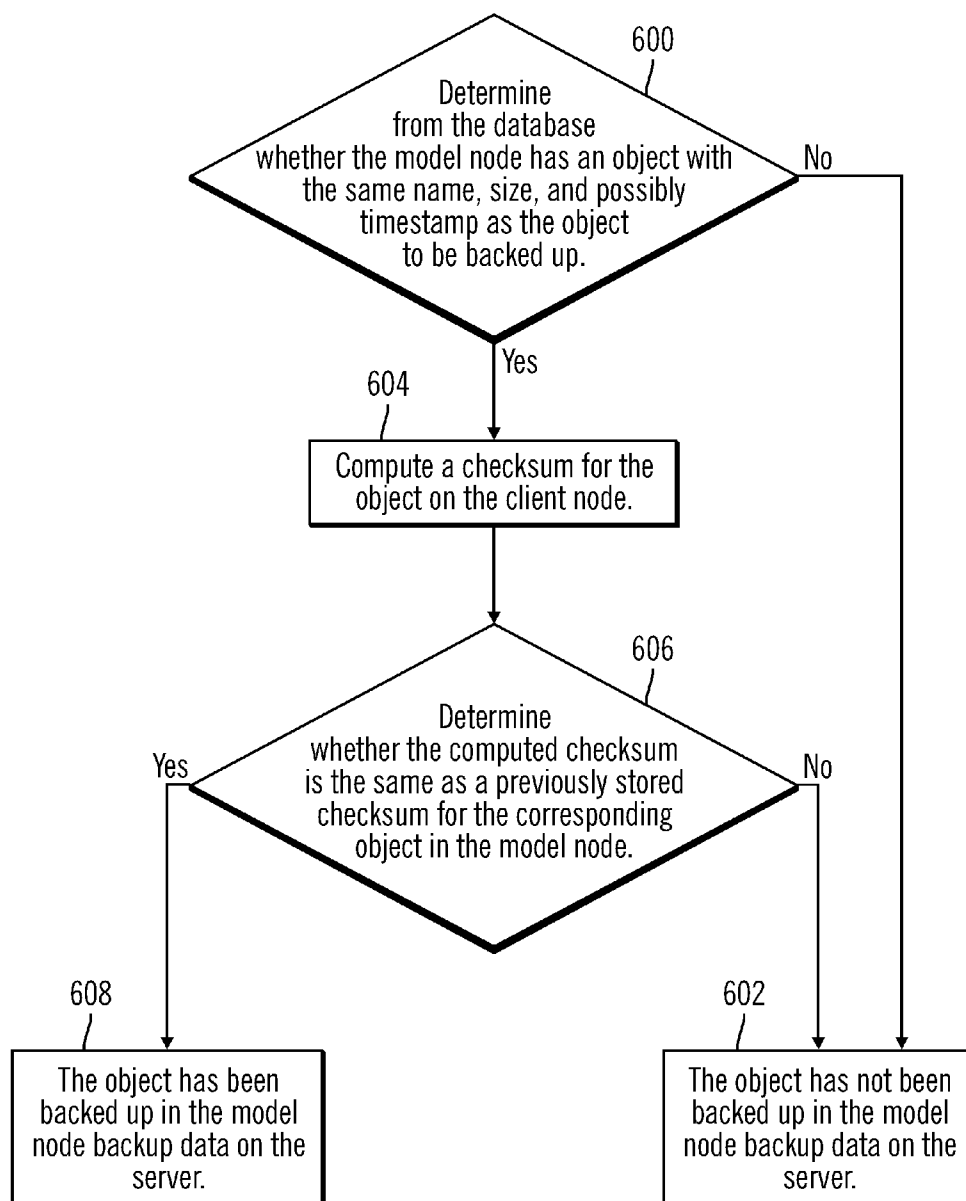 600
Determine
from the database
whether the model node has an object with
the same name, size, and possibly
timestamp as the object
to be backed up.
No
Yes
604
Compute a checksum for the
object on the client node.
606
Determine
whether the computed checksum
is the same as a previously stored
checksum for the corresponding
object in the model node.
Yes
No
608
The object has been
backed up in the model
node backup data on the
server.
602
The object has not been
backed up in the model
node backup data on the
server.